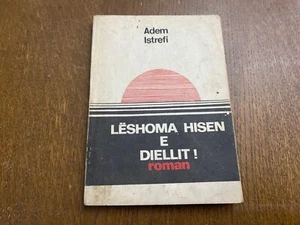 Adem
Istrefi
LËSHOMA HISEN
E
DIELLIT!
roman